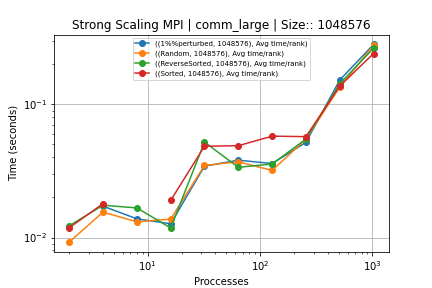 Strong Scaling MPI | comm_large | Size:: 1048576
((1%%perturbed, 1048576), Avg time/rank)
((Random, 1048576), Avg time/rank)
((ReverseSorted, 1048576), Avg time/rank)
((Sorted, 1048576), Avg time/rank)
Time (seconds)
10⁻¹
10⁻²
10¹ 10² 10³
Proccesses